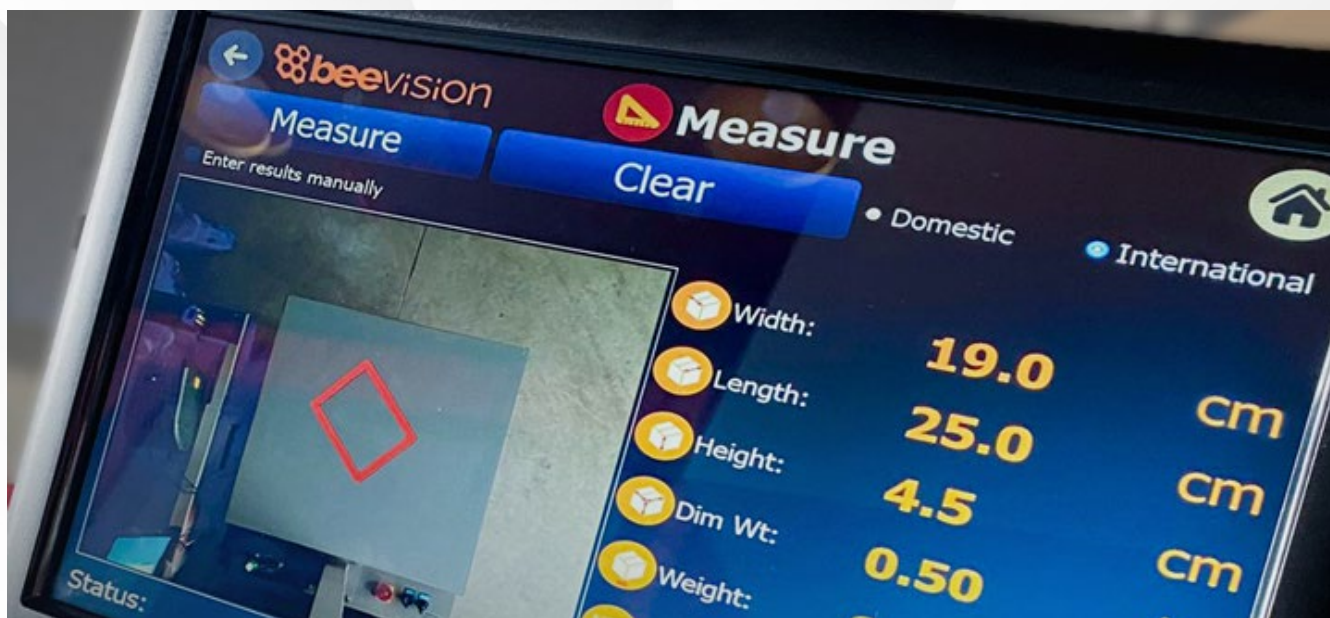 beevision
Measure
Measure
Clear
Enter results manually
Domestic
International
Width: 19.0 cm
Length: 25.0 cm
Height: 4.5 cm
Dim Wt: 0.50
Weight:
Status: